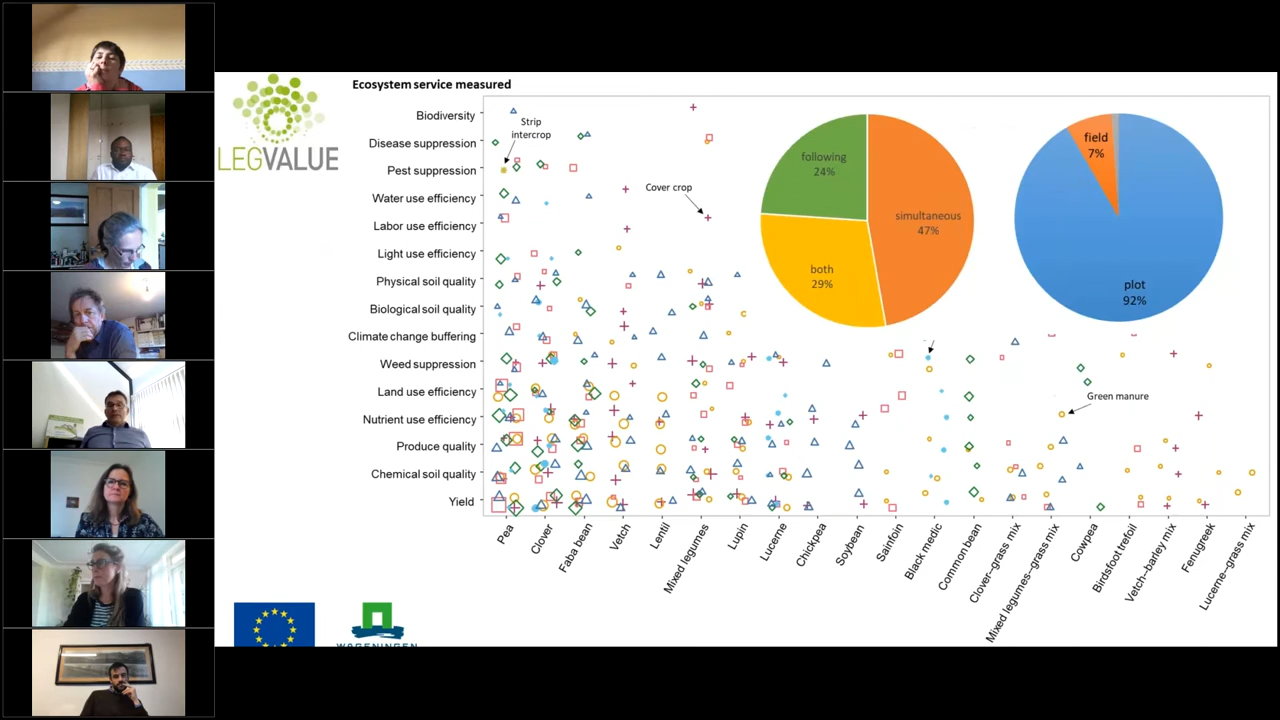 LEGVALUE
Ecosystem service measured
Biodiversity
Disease suppression
Pest suppression
Water use efficiency
Labor use efficiency
Light use efficiency
Physical soil quality
Biological soil quality
Climate change buffering
Weed suppression
Land use efficiency
Nutrient use efficiency
Produce quality
Chemical soil quality
Yield
Strip
intercrop
Cover crop
Green manure
following
24%
simultaneous
47%
both
29%
field
7%
plot
92%
Pea
Clover
Faba bean
Vetch
Lentil
Mixed legumes
Lupin
Lucerne
Chickpea
Soybean
Sainfoin
Black medic
Common bean
Clover–grass mix
Mixed legumes–grass mix
Cowpea
Birdsfoot trefoil
Vetch–barley mix
Fenugreek
Lucerne–grass mix
WAGENINGEN